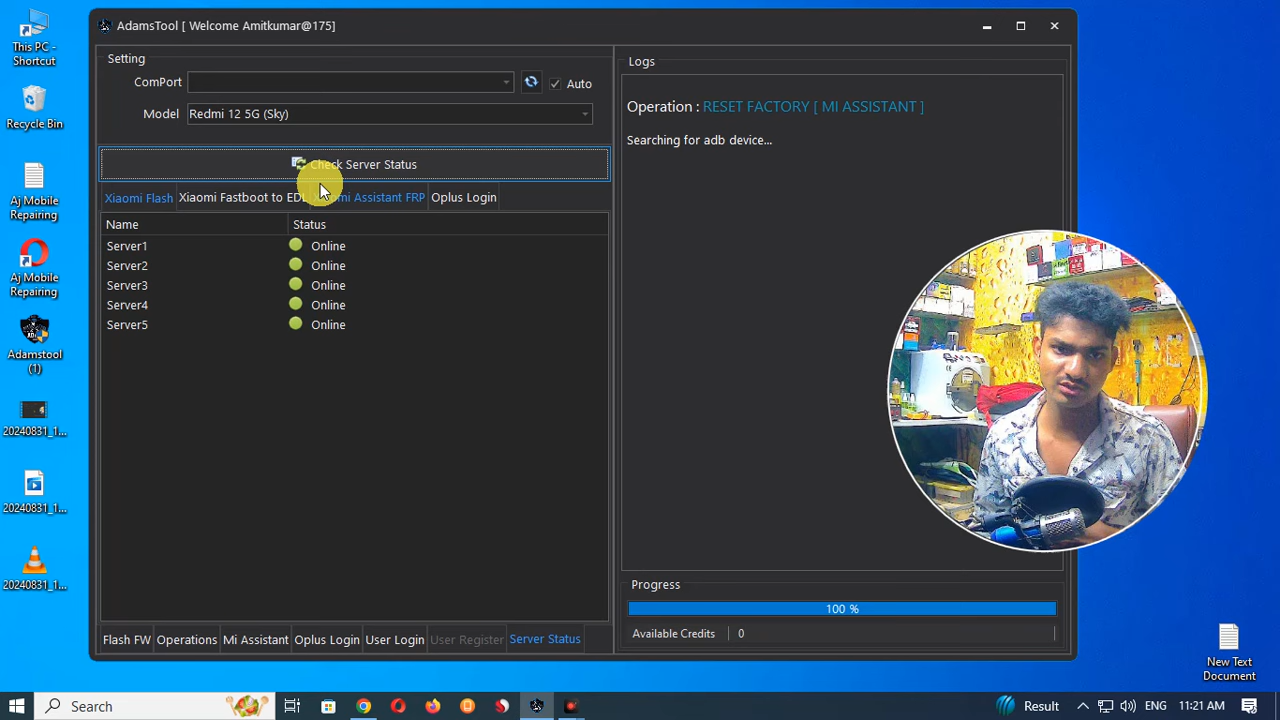 This PC -
Shortcut
Recycle Bin
Aj Mobile
Repairing
Aj Mobile
Repairing
Adamstool
(1)
20240831_1...
20240831_1...
20240831_1...
AdamsTool [ Welcome Amitkumar@175]
Setting
ComPort
Auto
Model
Redmi 12 5G (Sky)
Check Server Status
Xiaomi Flash
Xiaomi Fastboot to EDL
Assistant FRP
Oplus Login
Name
Status
Server1
Online
Server2
Online
Server3
Online
Server4
Online
Server5
Online
Flash FW
Operations
Mi Assistant
Oplus Login
User Login
User Register
Server Status
Logs
Operation : RESET FACTORY [ MI ASSISTANT ]
Searching for adb device...
Progress
100 %
Available Credits
0
New Text
Document
Search
Result
ENG
11:21 AM